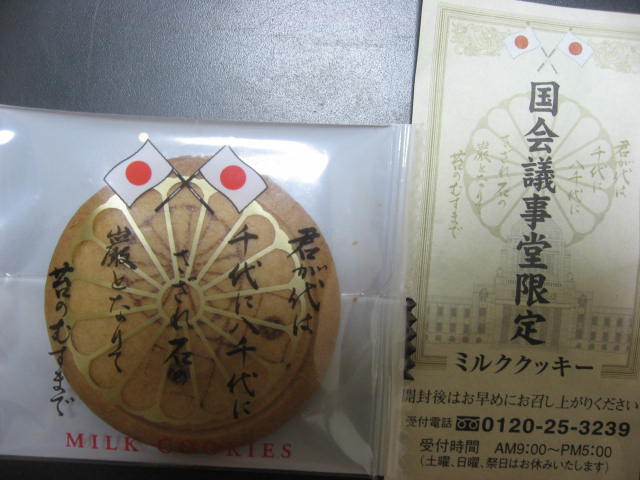 君が代は
千代に八千代に
さされ石の
巌となりて
苔のむすまで
MILK COOKIES
国会議事堂限定
君が代は
千代に
八千代に
さされ石の
巌となりて
苔のむすまで
ミルククッキー
開封後はお早めにお召し上がりください
受付電話 0120-25-3239
受付時間 AM9:00〜PM5:00
(土曜、日曜、祭日はお休みいたします)